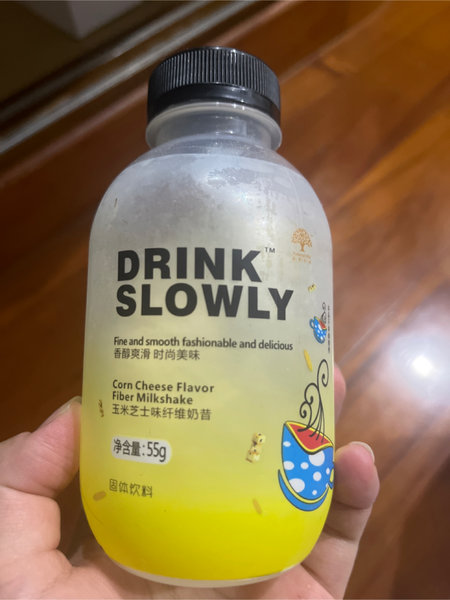 DRINK™
SLOWLY
Fine and smooth fashionable and delicious
香醇爽滑 时尚美味
Corn Cheese Flavor
Fiber Milkshake
玉米芝士味纤维奶昔
净含量:55g
固体饮料